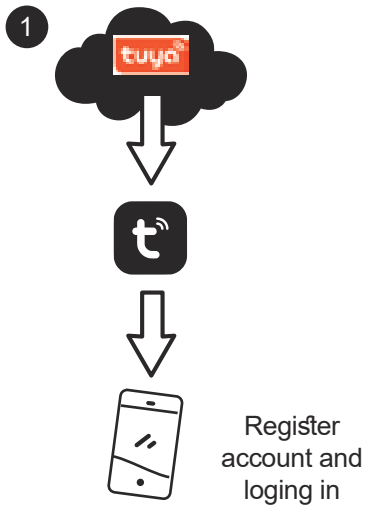 1
tuya
t
Register
account and
loging in